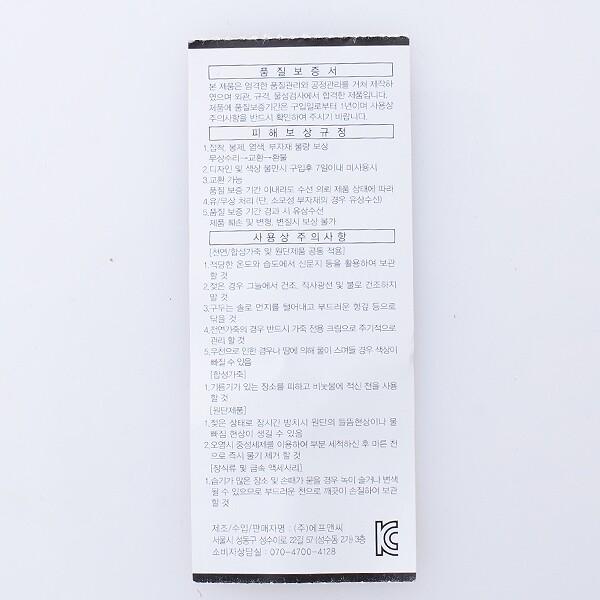 품질보증서
본 제품은 엄격한 품질관리와 공정관리를 거쳐 제작하
였으며 외관, 규격, 물성검사에서 합격한 제품입니다.
제품에 품질보증기간은 구입일로부터 1년이며 사용상
주의사항을 반드시 확인하여 주시기 바랍니다.
피해보상규정
1.접착, 봉제, 염색, 부자재 불량 보상
무상수리→교환→환불
2.디자인 및 색상 불만시 구입후 7일이내 미사용시
3.교환 가능
품질 보증 기간 이내라도 수선 의뢰 제품 상태에 따라
4.유/무상 처리 (단, 소모성 부자재의 경우 유상수선)
5.품질 보증 기간 경과 시 유상수선
제품 훼손 및 변형, 변질시 보상 불가
사용상주의사항
[천연/합성가죽 및 원단제품 공통 적용]
1.적당한 온도와 습도에서 신문지 등을 활용하여 보관
할 것
2.젖은 경우 그늘에서 건조, 직사광선 및 불로 건조하지
말 것
3.구두는 솔로 먼지를 털어내고 부드러운 헝겊 등으로
닦을 것
4.천연가죽의 경우 반드시 가죽 전용 크림으로 주기적으로
관리 할 것
5.우천으로 인한 경우나 땀에 의해 물이 스며들 경우 색상이
빠질 수 있음
[합성가죽]
1.기름기가 있는 장소를 피하고 비눗물에 적신 천을 사용
할 것
[원단제품]
1.젖은 상태로 장시간 방치시 원단의 들뜸현상이나 물
빠짐 현상이 생길 수 있음
2.오염시 중성세제를 이용하여 부분 세척하신 후 마른 천
으로 즉시 물기 제거 할 것
[장식류 및 금속 액세사리]
1.습기가 많은 장소 및 손때가 묻을 경우 녹이 슬거나 변색
될 수 있으므로 부드러운 천으로 깨끗이 손질하여 보관
할 것
제조/수입/판매자명 : (주)에프앤씨
서울시 성동구 성수이로 22길 57 (성수동 2가) 3층
소비자상담실 : 070-4700-4128